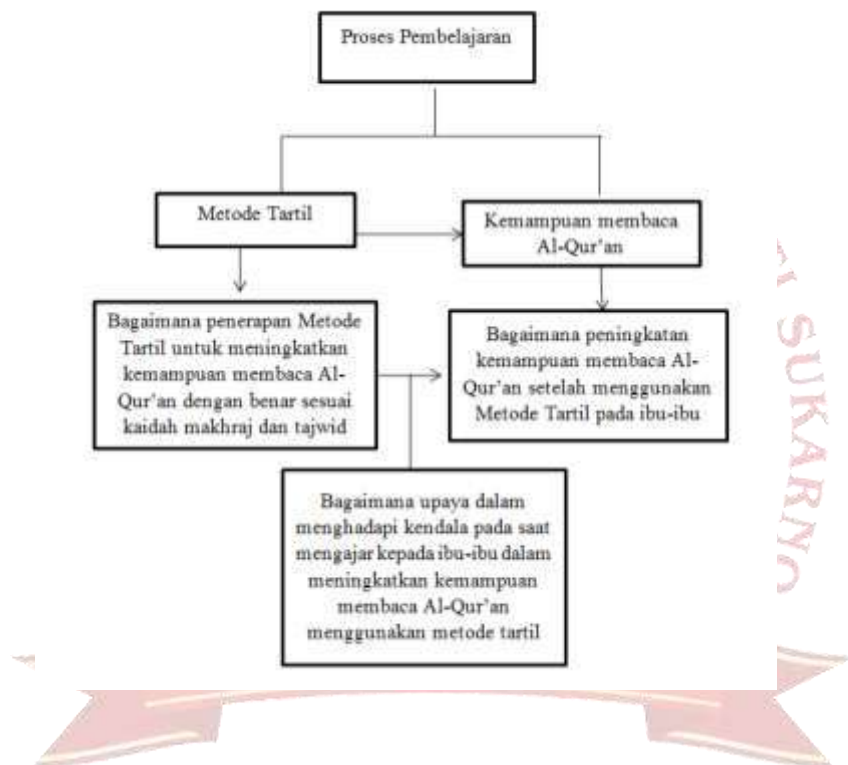 Proses Pembelajaran
Metode Tartil
Kemampuan membaca
Al-Qur'an
Bagaimana penerapan Metode
Tartil untuk meningkatkan
kemampuan membaca Al-
Qur'an dengan benar sesuai
kaidah makhraj dan tajwid
Bagaimana peningkatan
kemampuan membaca Al-
Qur'an setelah menggunakan
Metode Tartil pada ibu-ibu
Bagaimana upaya dalam
menghadapi kendala pada saat
mengajar kepada ibu-ibu dalam
meningkatkan kemampuan
membaca Al-Qur'an
menggunakan metode tartil
SUKARNO